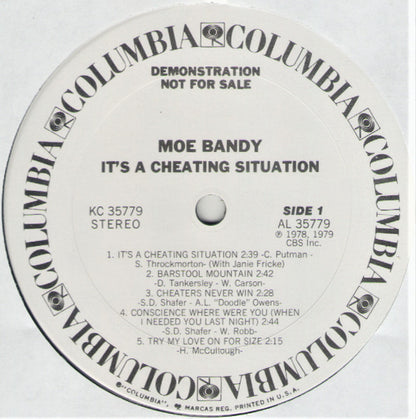 COLUMBIA COLUMBIA COLUMBIA COLUMBIA COLUMBIA COLUMBIA
DEMONSTRATION
NOT FOR SALE
MOE BANDY
IT'S A CHEATING SITUATION
KC 35779
STEREO
SIDE 1
AL 35779
℗ 1978, 1979
CBS Inc.
1. IT'S A CHEATING SITUATION 2:39 -C. Putman -
S. Throckmorton- (With Janie Fricke)
2. BARSTOOL MOUNTAIN 2:42
-D. Tankersley - W. Carson-
3. CHEATERS NEVER WIN 2:28
-S.D. Shafer - A.L. "Doodle" Owens-
4. CONSCIENCE WHERE WERE YOU (WHEN
I NEEDED YOU LAST NIGHT) 2:44
-S.D. Shafer - W. Robb-
5. TRY MY LOVE ON FOR SIZE 2:15
-H. McCullough-
®"COLUMBIA", MARCAS REG. PRINTED IN U.S.A.